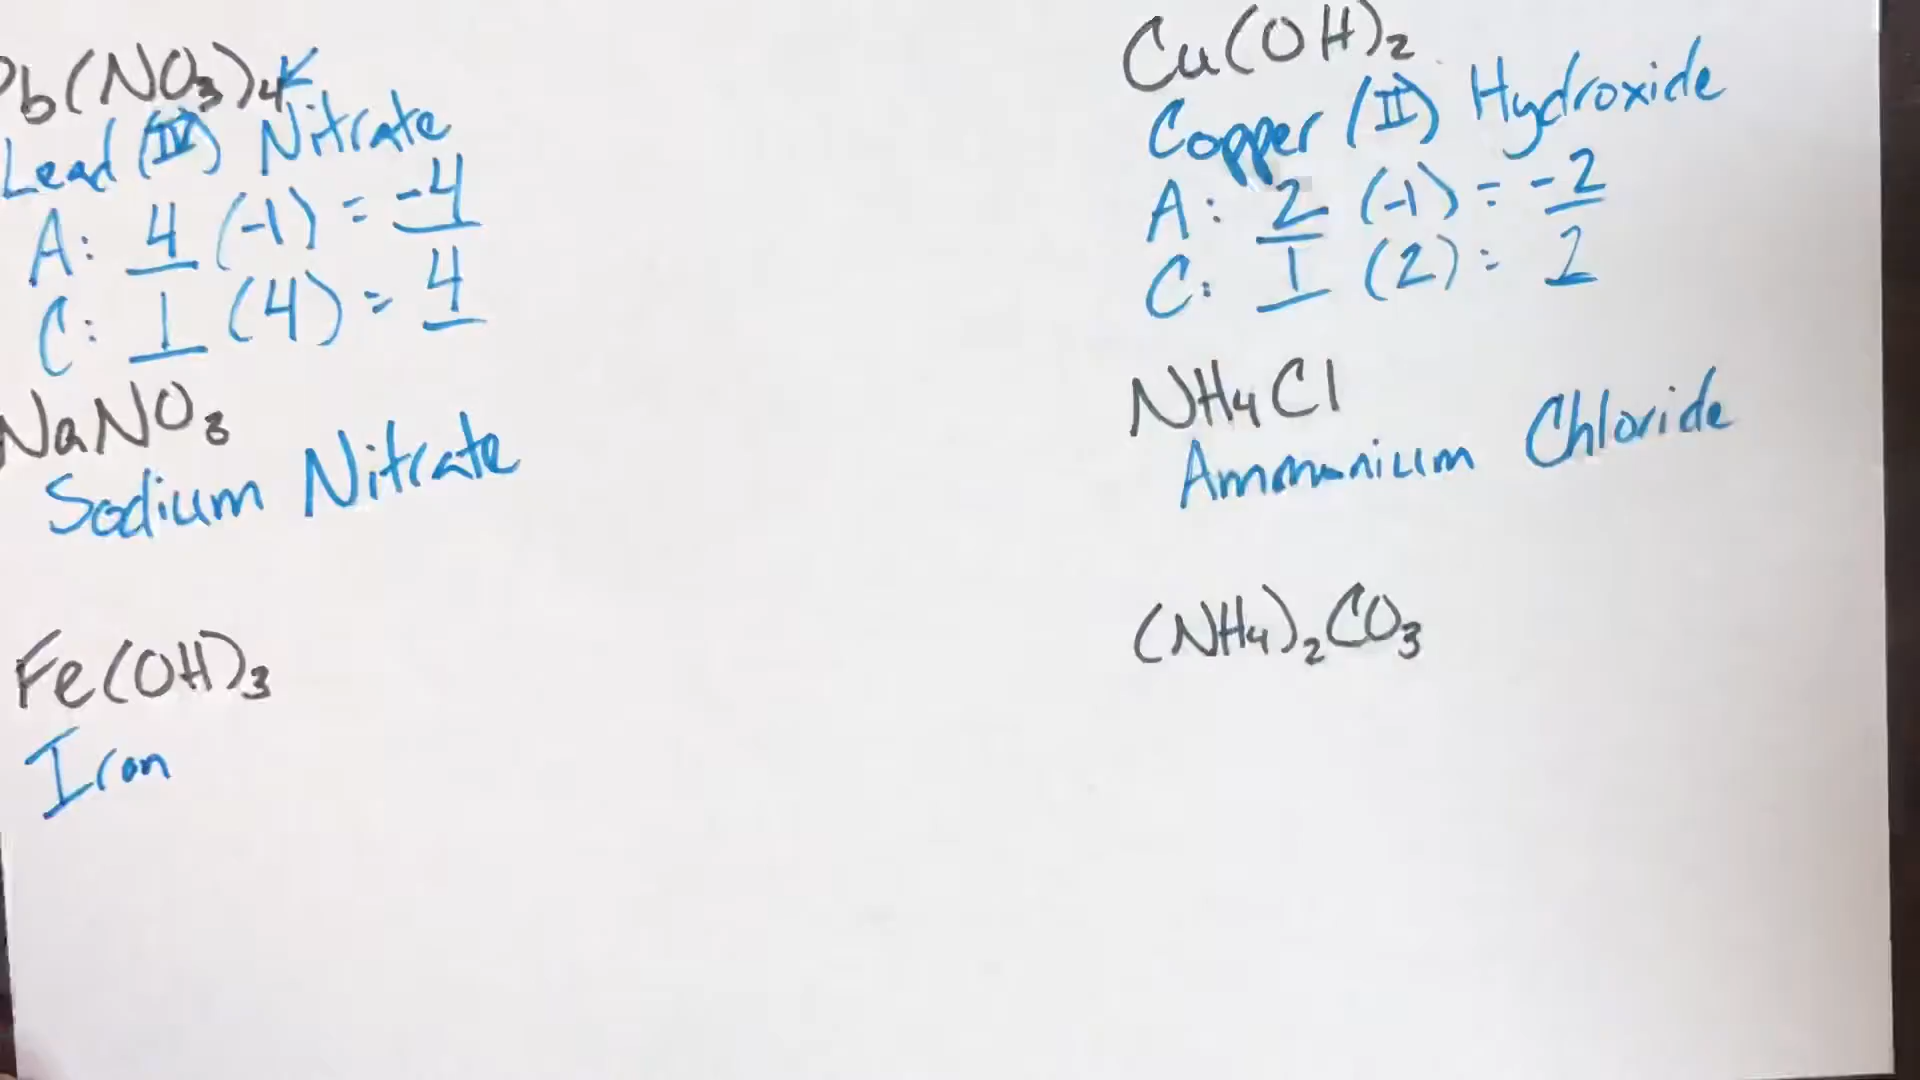 Pb(NO3)4
Lead (IV) Nitrate
A: 4 (-1) = -4
C: 1 (4) = 4
NaNO3
Sodium Nitrate
Fe(OH)3
Iron
Cu(OH)2
Copper (II) Hydroxide
A: 2 (-1) = -2
C: 1 (2) = 2
NH4Cl
Ammonium Chloride
(NH4)2CO3